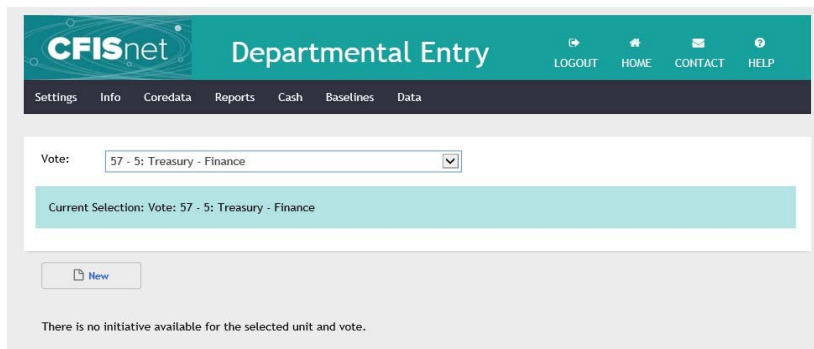 CFISnet
Departmental Entry
LOGOUT HOME CONTACT HELP
Settings Info Coredata Reports Cash Baselines Data
Vote: 57 - 5: Treasury - Finance
Current Selection: Vote: 57 - 5: Treasury - Finance
New
There is no initiative available for the selected unit and vote.